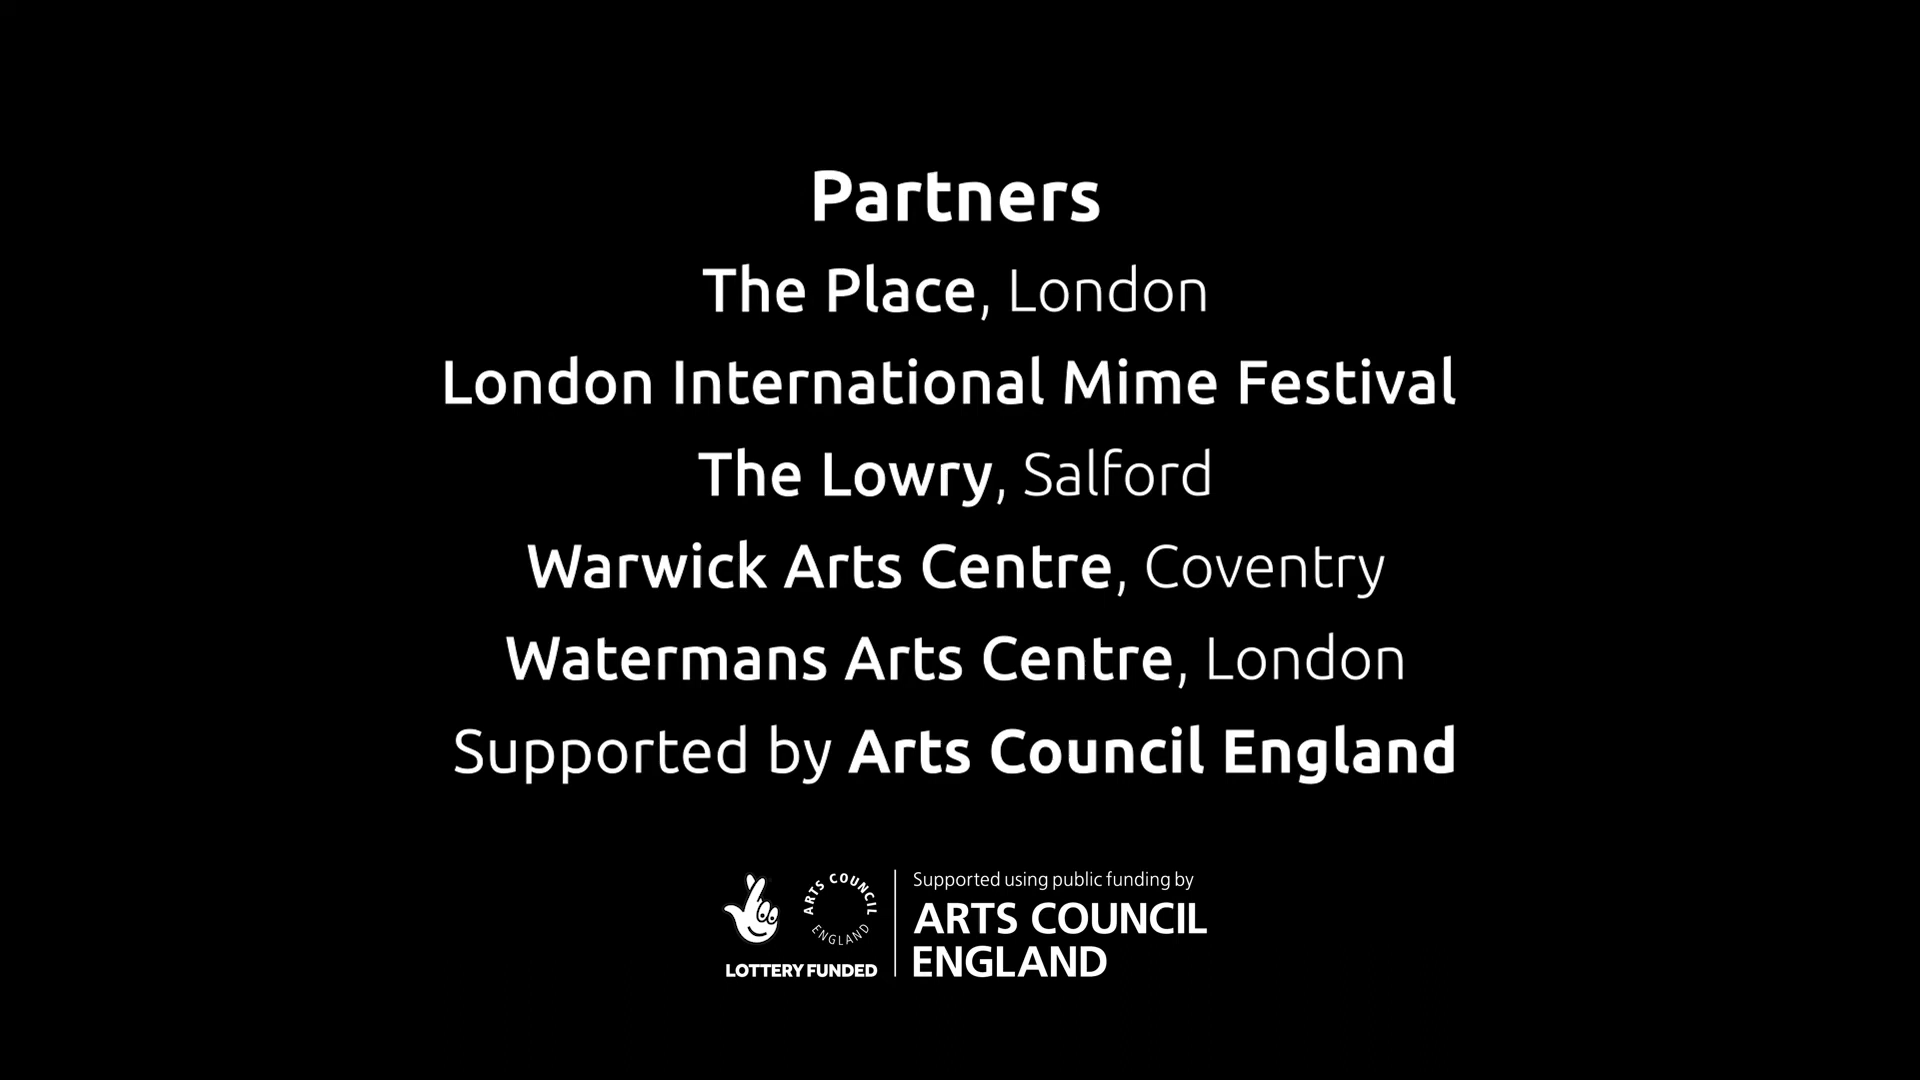 Partners
The Place, London
London International Mime Festival
The Lowry, Salford
Warwick Arts Centre, Coventry
Watermans Arts Centre, London
Supported by Arts Council England
ARTS COUNCIL
ENGLAND
LOTTERY FUNDED
Supported using public funding by
ARTS COUNCIL
ENGLAND